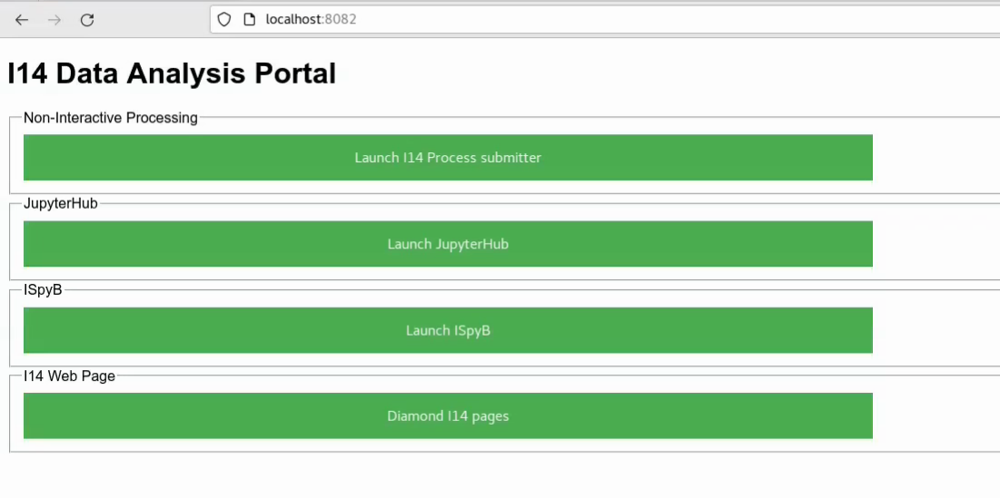 localhost:8082
I14 Data Analysis Portal
Non-Interactive Processing
Launch I14 Process submitter
JupyterHub
Launch JupyterHub
ISpyB
Launch ISpyB
I14 Web Page
Diamond I14 pages